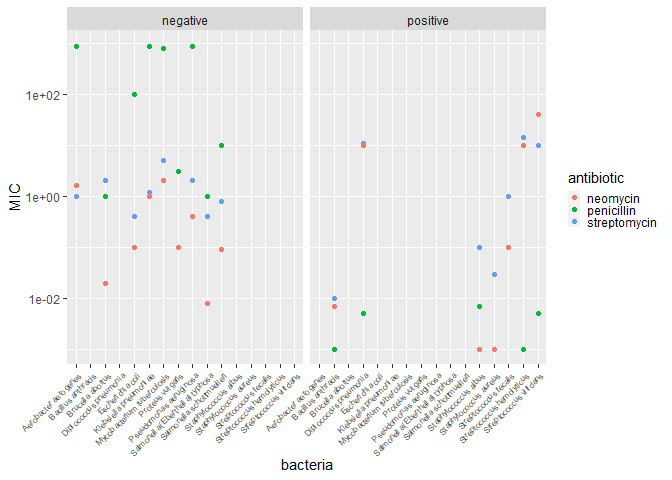 negative
positive
1e+02
1e+00
1e-02
MIC
antibiotic
neomycin
penicillin
streptomycin
Aerobacter aerogenes
Bacillus anthracis
Brucella abortus
Diplococcus pneumonia
Escherichia coli
Klebsiella pneumoniae
Mycobacterium tuberculosis
Proteus vulgaris
Pseudomonas aeruginosa
Salmonella (Eberthella) typhosa
Salmonella schottmuelleri
Staphylococcus albus
Staphylococcus aureus
Streptococcus fecalis
Streptococcus hemolyticus
Streptococcus viridans
Aerobacter aerogenes
Bacillus anthracis
Brucella abortus
Diplococcus pneumonia
Escherichia coli
Klebsiella pneumoniae
Mycobacterium tuberculosis
Proteus vulgaris
Pseudomonas aeruginosa
Salmonella (Eberthella) typhosa
Salmonella schottmuelleri
Staphylococcus albus
Staphylococcus aureus
Streptococcus fecalis
Streptococcus hemolyticus
Streptococcus viridans
bacteria